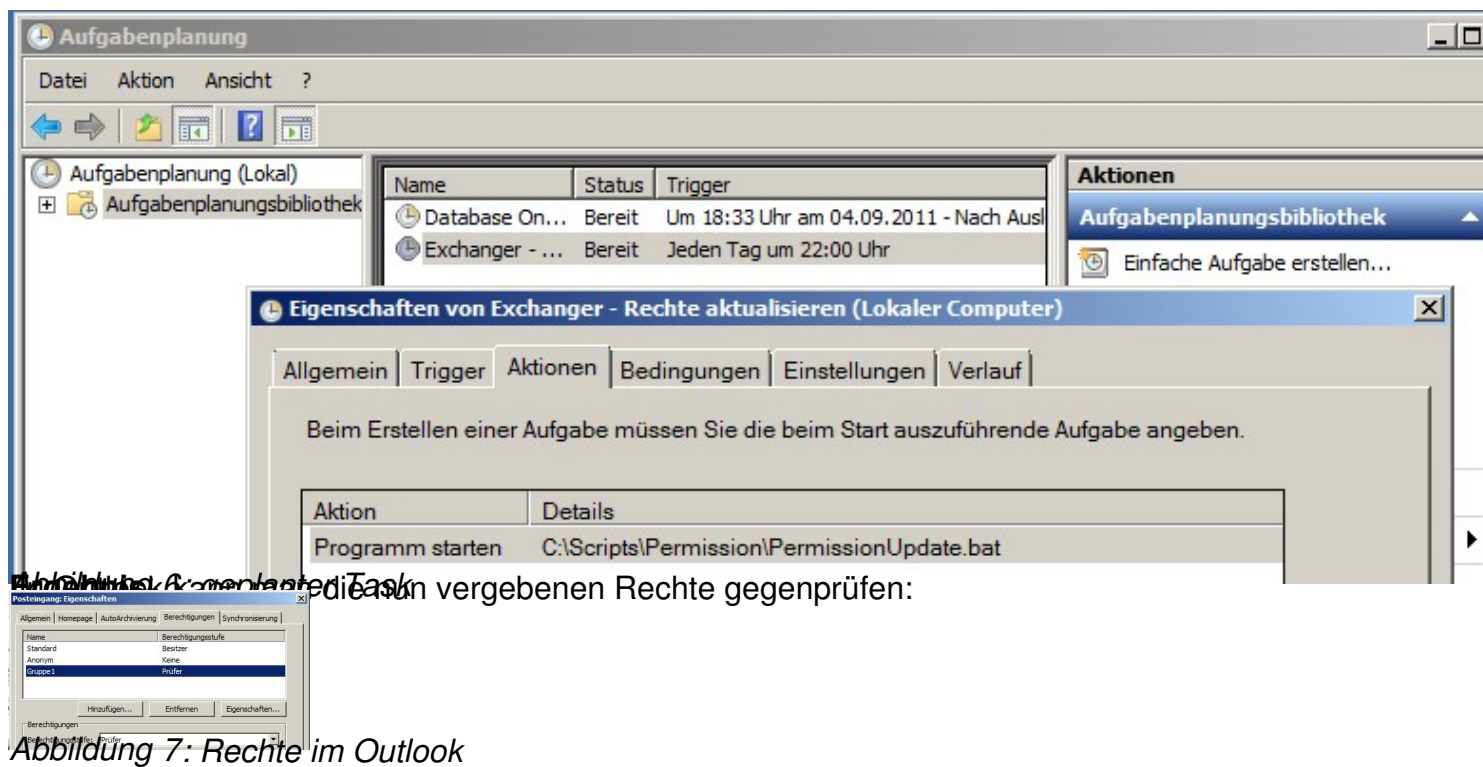 Aufgabenplanung
Datei Aktion Ansicht ?
Aufgabenplanung (Lokal)
Aufgabenplanungsbibliothek
Name Status Trigger
Database On... Bereit Um 18:33 Uhr am 04.09.2011 - Nach Ausl
Exchanger - ... Bereit Jeden Tag um 22:00 Uhr
Aktionen
Aufgabenplanungsbibliothek
Einfache Aufgabe erstellen...
Eigenschaften von Exchanger - Rechte aktualisieren (Lokaler Computer)
Allgemein Trigger Aktionen Bedingungen Einstellungen Verlauf
Beim Erstellen einer Aufgabe müssen Sie die beim Start auszuführende Aufgabe angeben.
Aktion Details
Programm starten C:\Scripts\Permission\PermissionUpdate.bat
Abbildung 6: geplanter Task
die nun vergebenen Rechte gegenprüfen:
Posteingang: Eigenschaften
Allgemein Homepage AutoArchivierung Berechtigungen Synchronisierung
Name Berechtigungsstufe
Standard Besitzer
Anonym Keine
Gruppe1 Prüfer
Hinzufügen... Entfernen Eigenschaften...
Berechtigungen
Berechtigungsstufe: Prüfer
Abbildung 7: Rechte im Outlook